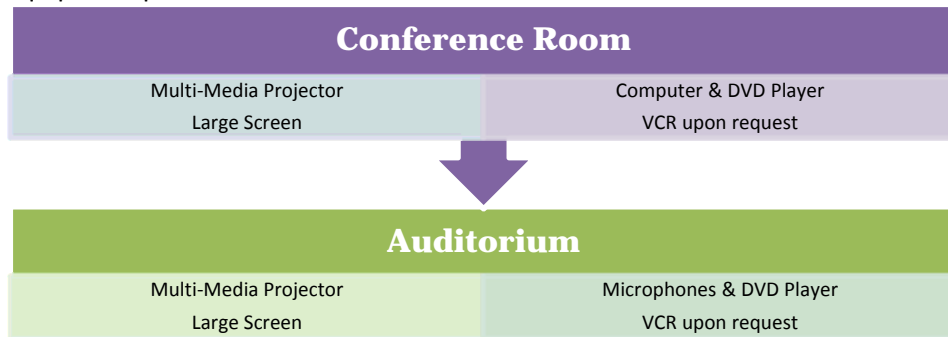 Conference Room
Multi-Media Projector
Large Screen
Computer & DVD Player
VCR upon request
Auditorium
Multi-Media Projector
Large Screen
Microphones & DVD Player
VCR upon request